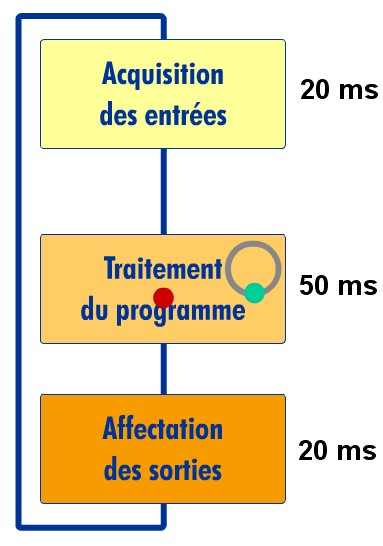 Acquisition
des entrées
20 ms
Traitement
du programme
50 ms
Affectation
des sorties
20 ms